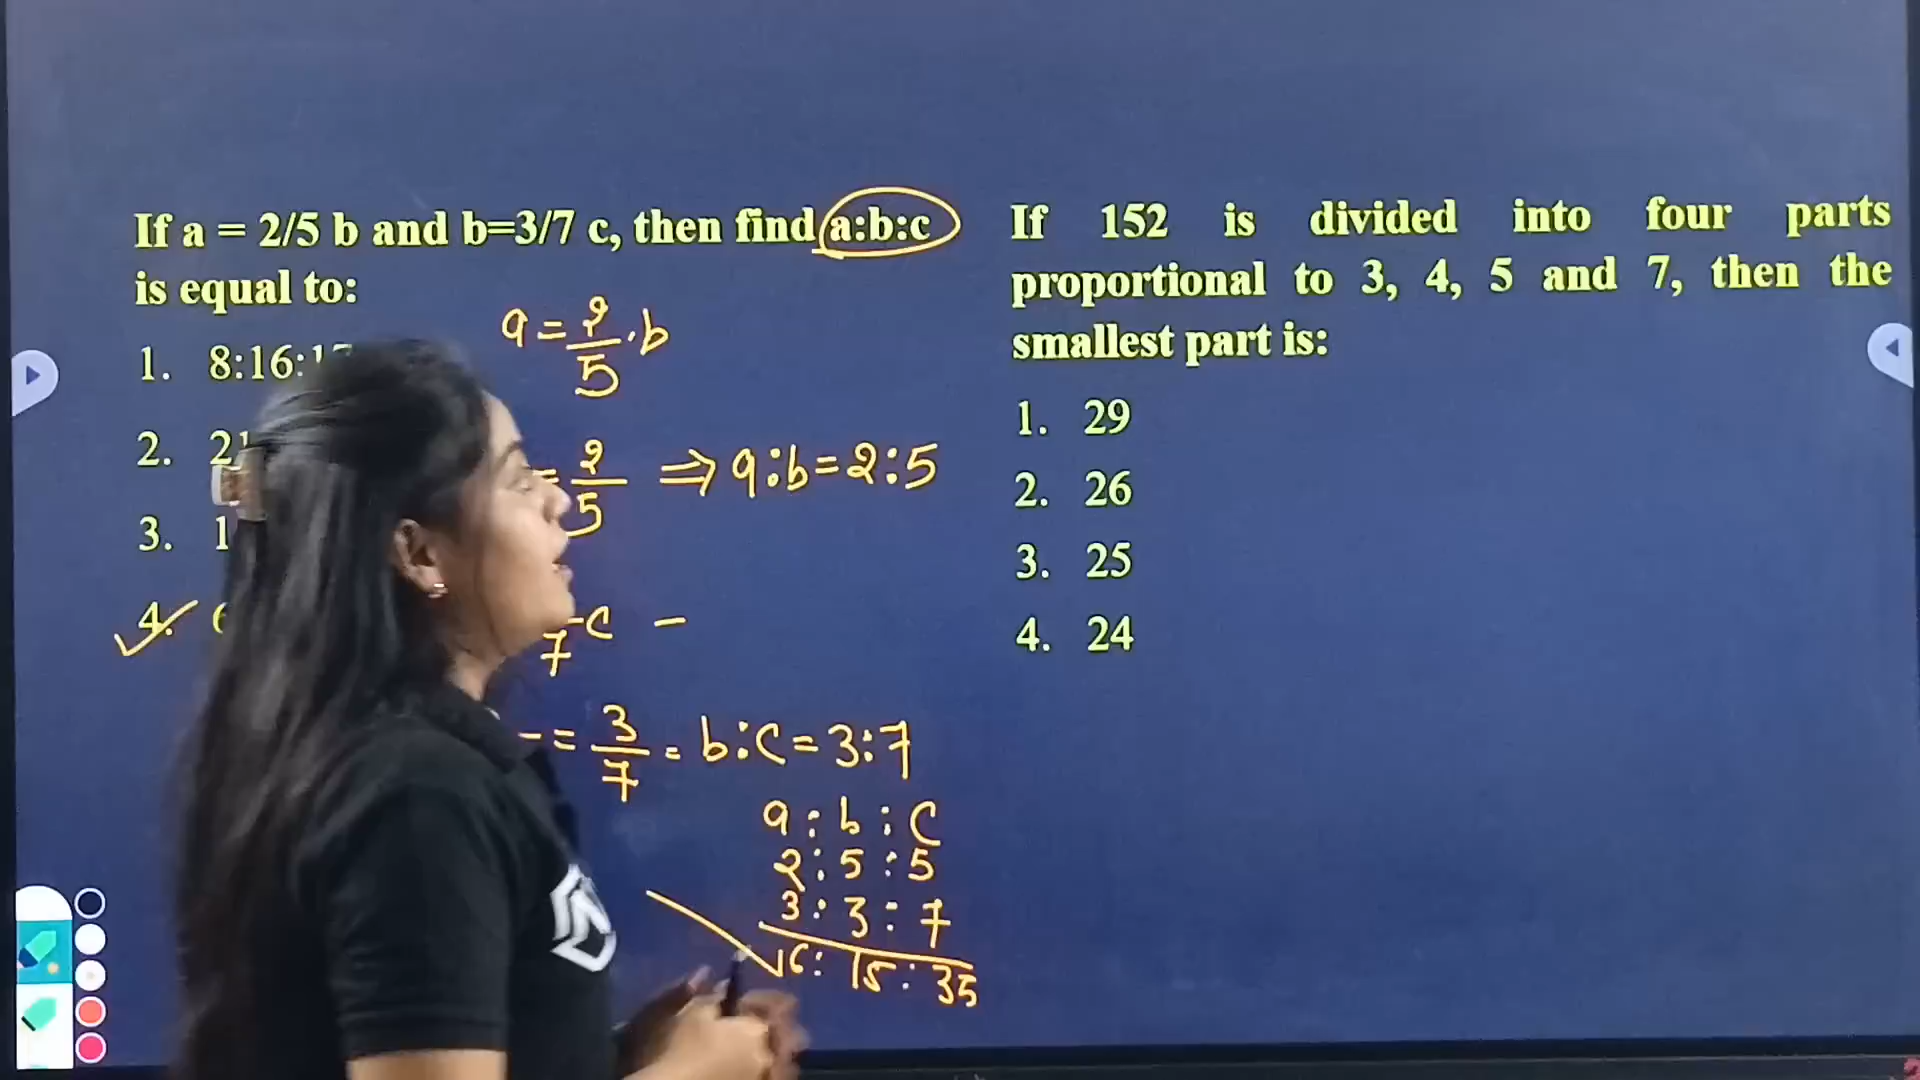 If a = 2/5 b and b=3/7 c, then find a:b:c
is equal to:
1. 8:16:
2.
3.
4.
a = 2/5 . b
= 2/5 ⇒ a:b = 2:5
7 c -
= 3/7 = b:c = 3:7
a : b : c
2 : 5 : 5
3 : 3 : 7
6 : 15 : 35
If 152 is divided into four parts
proportional to 3, 4, 5 and 7, then the
smallest part is:
1. 29
2. 26
3. 25
4. 24